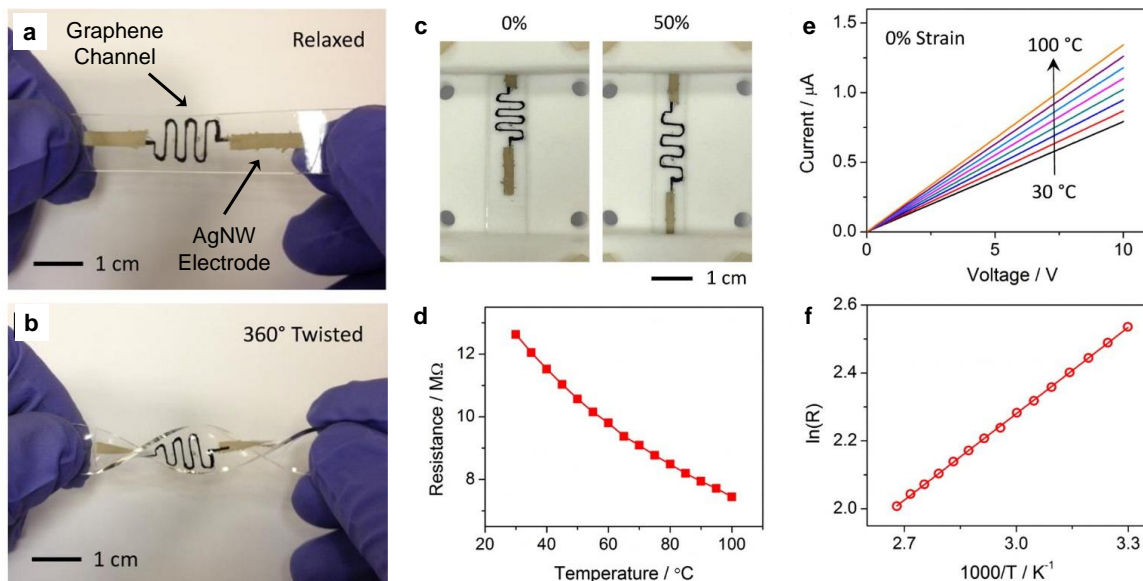 a
Graphene
Channel
Relaxed
AgNW
Electrode
1 cm
b
360° Twisted
1 cm
c
0%
50%
1 cm
d
Resistance / MΩ
12
10
8
20
40
60
80
100
Temperature / °C
e
0% Strain
100 °C
30 °C
Current / μA
1.5
1.0
0.5
0.0
0
5
10
Voltage / V
f
ln(R)
2.6
2.4
2.2
2.0
2.7
3.0
3.3
1000/T / K⁻¹